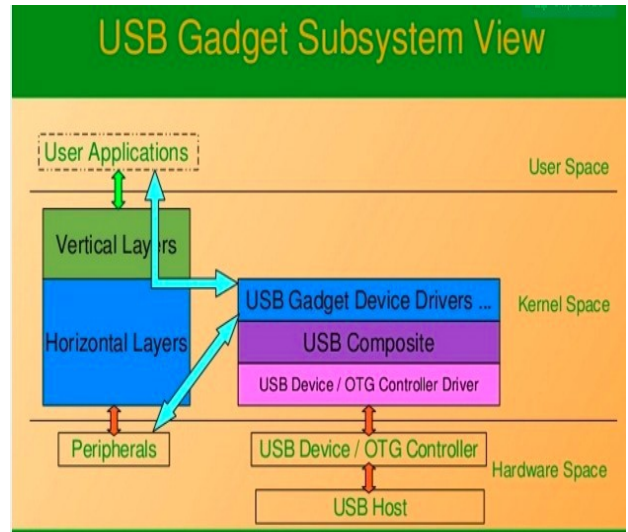 USB Gadget Subsystem View
User Applications
User Space
Vertical Layers
Horizontal Layers
USB Gadget Device Drivers ...
Kernel Space
USB Composite
USB Device / OTG Controller Driver
Peripherals
USB Device / OTG Controller
Hardware Space
USB Host